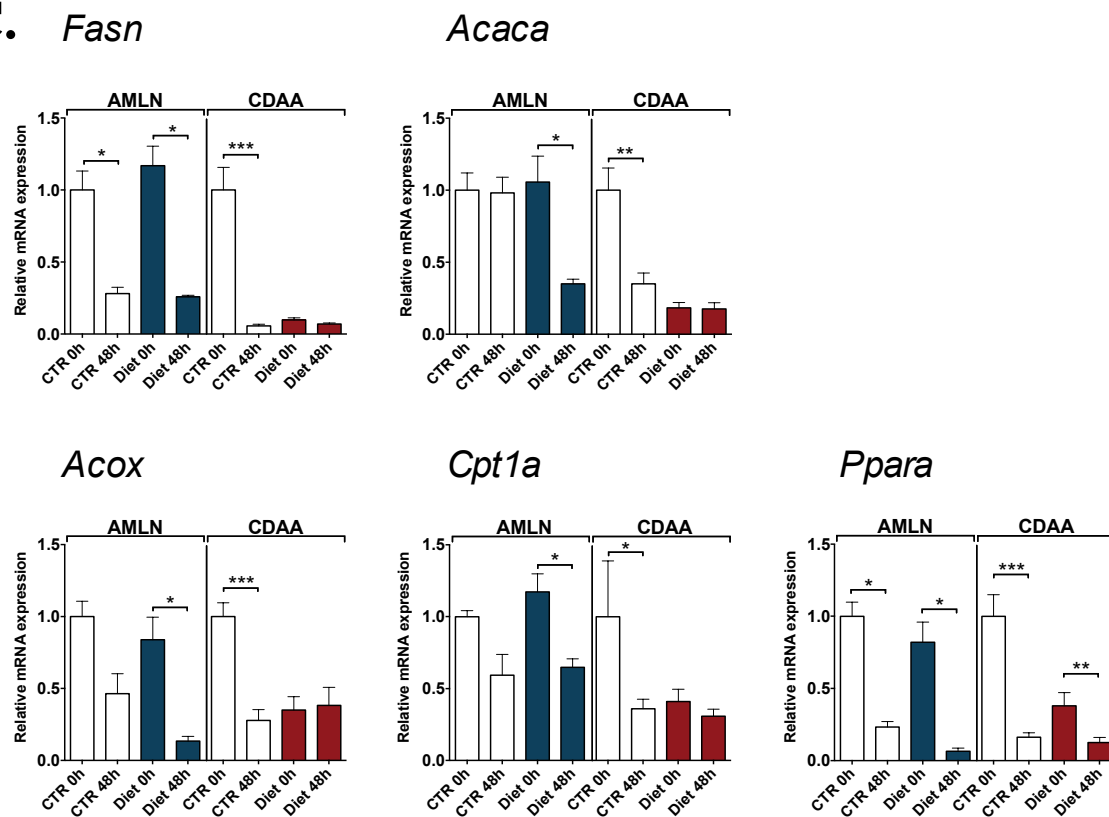 Fasn
Acaca
AMLN CDAA
AMLN CDAA
Relative mRNA expression
1.5
1.0
0.5
0.0
* * ***
CTR 0h CTR 48h Diet 0h Diet 48h CTR 0h CTR 48h Diet 0h Diet 48h
Relative mRNA expression
1.5
1.0
0.5
0.0
* **
CTR 0h CTR 48h Diet 0h Diet 48h CTR 0h CTR 48h Diet 0h Diet 48h
Acox
Cpt1a
Ppara
AMLN CDAA
AMLN CDAA
AMLN CDAA
Relative mRNA expression
1.5
1.0
0.5
0.0
* ***
CTR 0h CTR 48h Diet 0h Diet 48h CTR 0h CTR 48h Diet 0h Diet 48h
Relative mRNA expression
1.5
1.0
0.5
0.0
* *
CTR 0h CTR 48h Diet 0h Diet 48h CTR 0h CTR 48h Diet 0h Diet 48h
Relative mRNA expression
1.5
1.0
0.5
0.0
* * *** **
CTR 0h CTR 48h Diet 0h Diet 48h CTR 0h CTR 48h Diet 0h Diet 48h